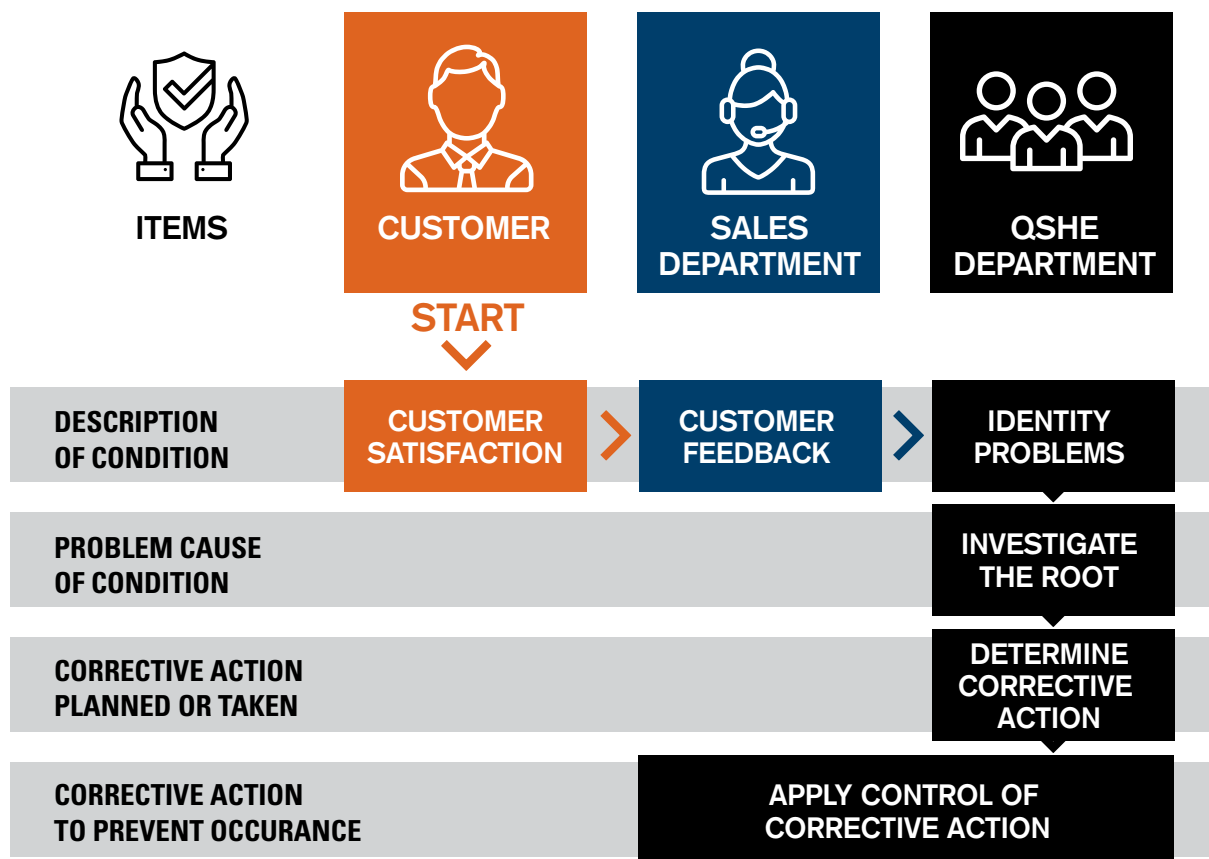 ITEMS
CUSTOMER
SALES
DEPARTMENT
QSHE
DEPARTMENT
START
DESCRIPTION
OF CONDITION
CUSTOMER
SATISFACTION
CUSTOMER
FEEDBACK
IDENTITY
PROBLEMS
PROBLEM CAUSE
OF CONDITION
INVESTIGATE
THE ROOT
CORRECTIVE ACTION
PLANNED OR TAKEN
DETERMINE
CORRECTIVE
ACTION
CORRECTIVE ACTION
TO PREVENT OCCURANCE
APPLY CONTROL OF
CORRECTIVE ACTION